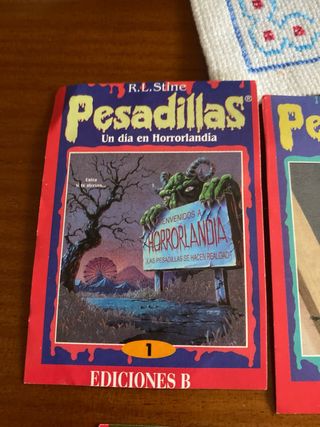 R.L. Stine
Pesadillas®
Un día en Horrorlandia
Entra
si te atreves...
BIENVENIDOS A
HORRORLANDIA
LAS PESADILLAS SE HACEN REALIDAD
1
EDICIONES B
Pe